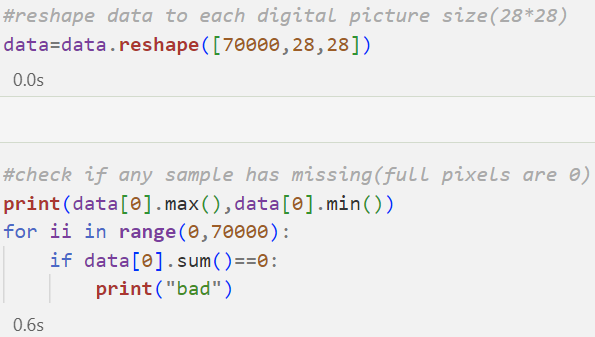 #reshape data to each digital picture size(28*28)
data=data.reshape([70000,28,28])
0.0s
#check if any sample has missing(full pixels are 0)
print(data[0].max(),data[0].min())
for ii in range(0,70000):
    if data[0].sum()==0:
        print("bad")
0.6s